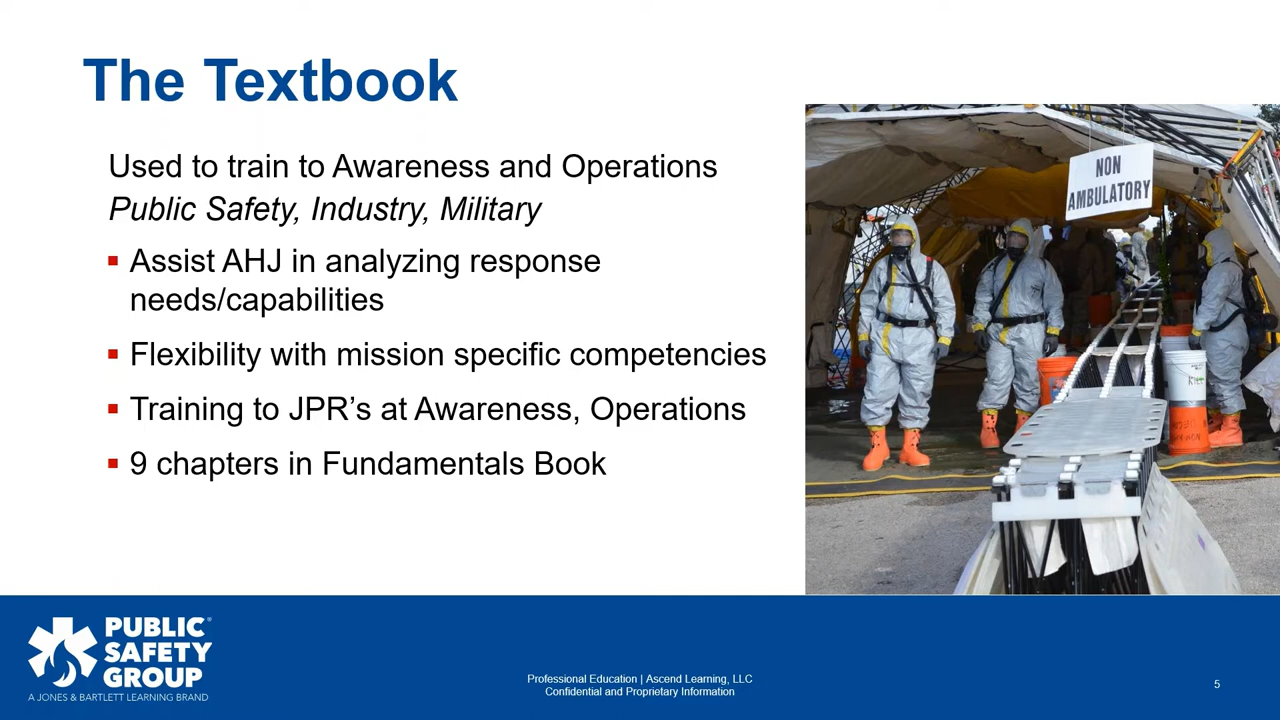 The Textbook
Used to train to Awareness and Operations
Public Safety, Industry, Military
▪ Assist AHJ in analyzing response
needs/capabilities
▪ Flexibility with mission specific competencies
▪ Training to JPR’s at Awareness, Operations
▪ 9 chapters in Fundamentals Book
NON
AMBULATORY
PUBLIC
SAFETY
GROUP
A JONES & BARTLETT LEARNING BRAND
Professional Education | Ascend Learning, LLC
Confidential and Proprietary Information
5